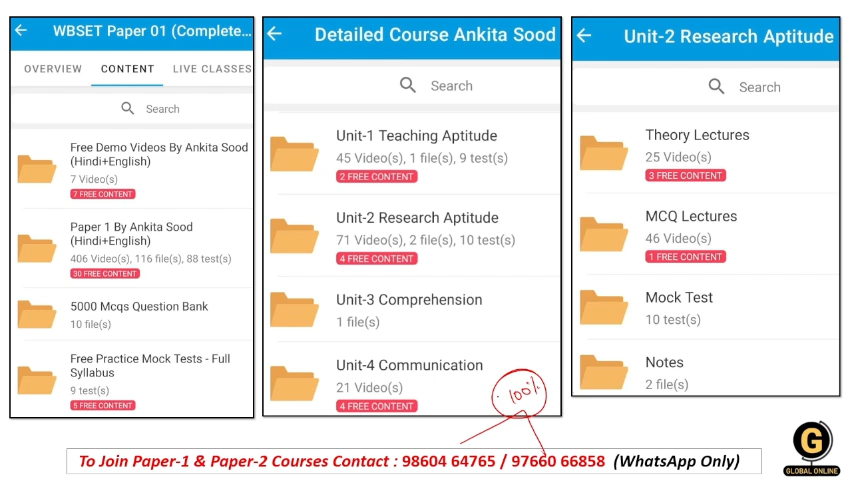 WBSET Paper 01 (Complete...
OVERVIEW CONTENT LIVE CLASSES
Search
Free Demo Videos By Ankita Sood
(Hindi+English)
7 Video(s)
7 FREE CONTENT
Paper 1 By Ankita Sood
(Hindi+English)
406 Video(s), 116 file(s), 88 test(s)
30 FREE CONTENT
5000 Mcqs Question Bank
10 file(s)
Free Practice Mock Tests - Full
Syllabus
9 test(s)
5 FREE CONTENT
Detailed Course Ankita Sood
Search
Unit-1 Teaching Aptitude
45 Video(s), 1 file(s), 9 test(s)
2 FREE CONTENT
Unit-2 Research Aptitude
71 Video(s), 2 file(s), 10 test(s)
4 FREE CONTENT
Unit-3 Comprehension
1 file(s)
Unit-4 Communication
21 Video(s)
4 FREE CONTENT
100%
Unit-2 Research Aptitude
Search
Theory Lectures
25 Video(s)
3 FREE CONTENT
MCQ Lectures
46 Video(s)
1 FREE CONTENT
Mock Test
10 test(s)
Notes
2 file(s)
To Join Paper-1 & Paper-2 Courses Contact : 98604 64765 / 97660 66858 (WhatsApp Only)
G
GLOBAL ONLINE